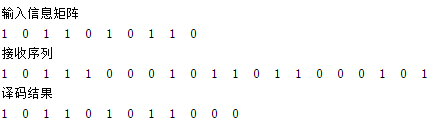 输入信息矩阵
1 0 1 1 0 1 0 1 1 0
接收序列
1 0 1 1 1 0 0 0 1 0 1 1 0 1 1 0 0 0 1 0 1
译码结果
1 0 1 1 0 1 0 1 1 0 0 0